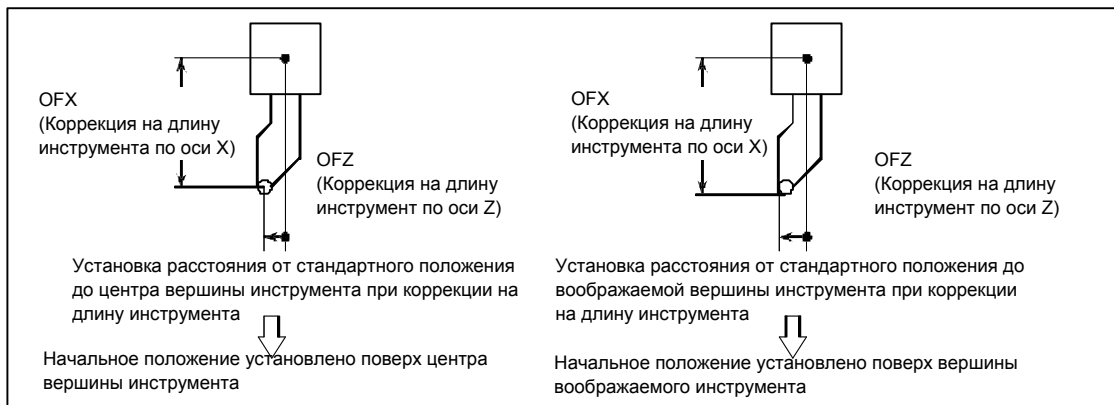 OFX
(Коррекция на длину
инструмента по оси X)
OFZ
(Коррекция на длину
инструмент по оси Z)
Установка расстояния от стандартного положения
до центра вершины инструмента при коррекции на
длину инструмента
Начальное положение установлено поверх центра
вершины инструмента
OFX
(Коррекция на длину
инструмента по оси X)
OFZ
(Коррекция на длину
инструмент по оси Z)
Установка расстояния от стандартного положения до
воображаемой вершины инструмента при коррекции
на длину инструмента
Начальное положение установлено поверх вершины
воображаемого инструмента